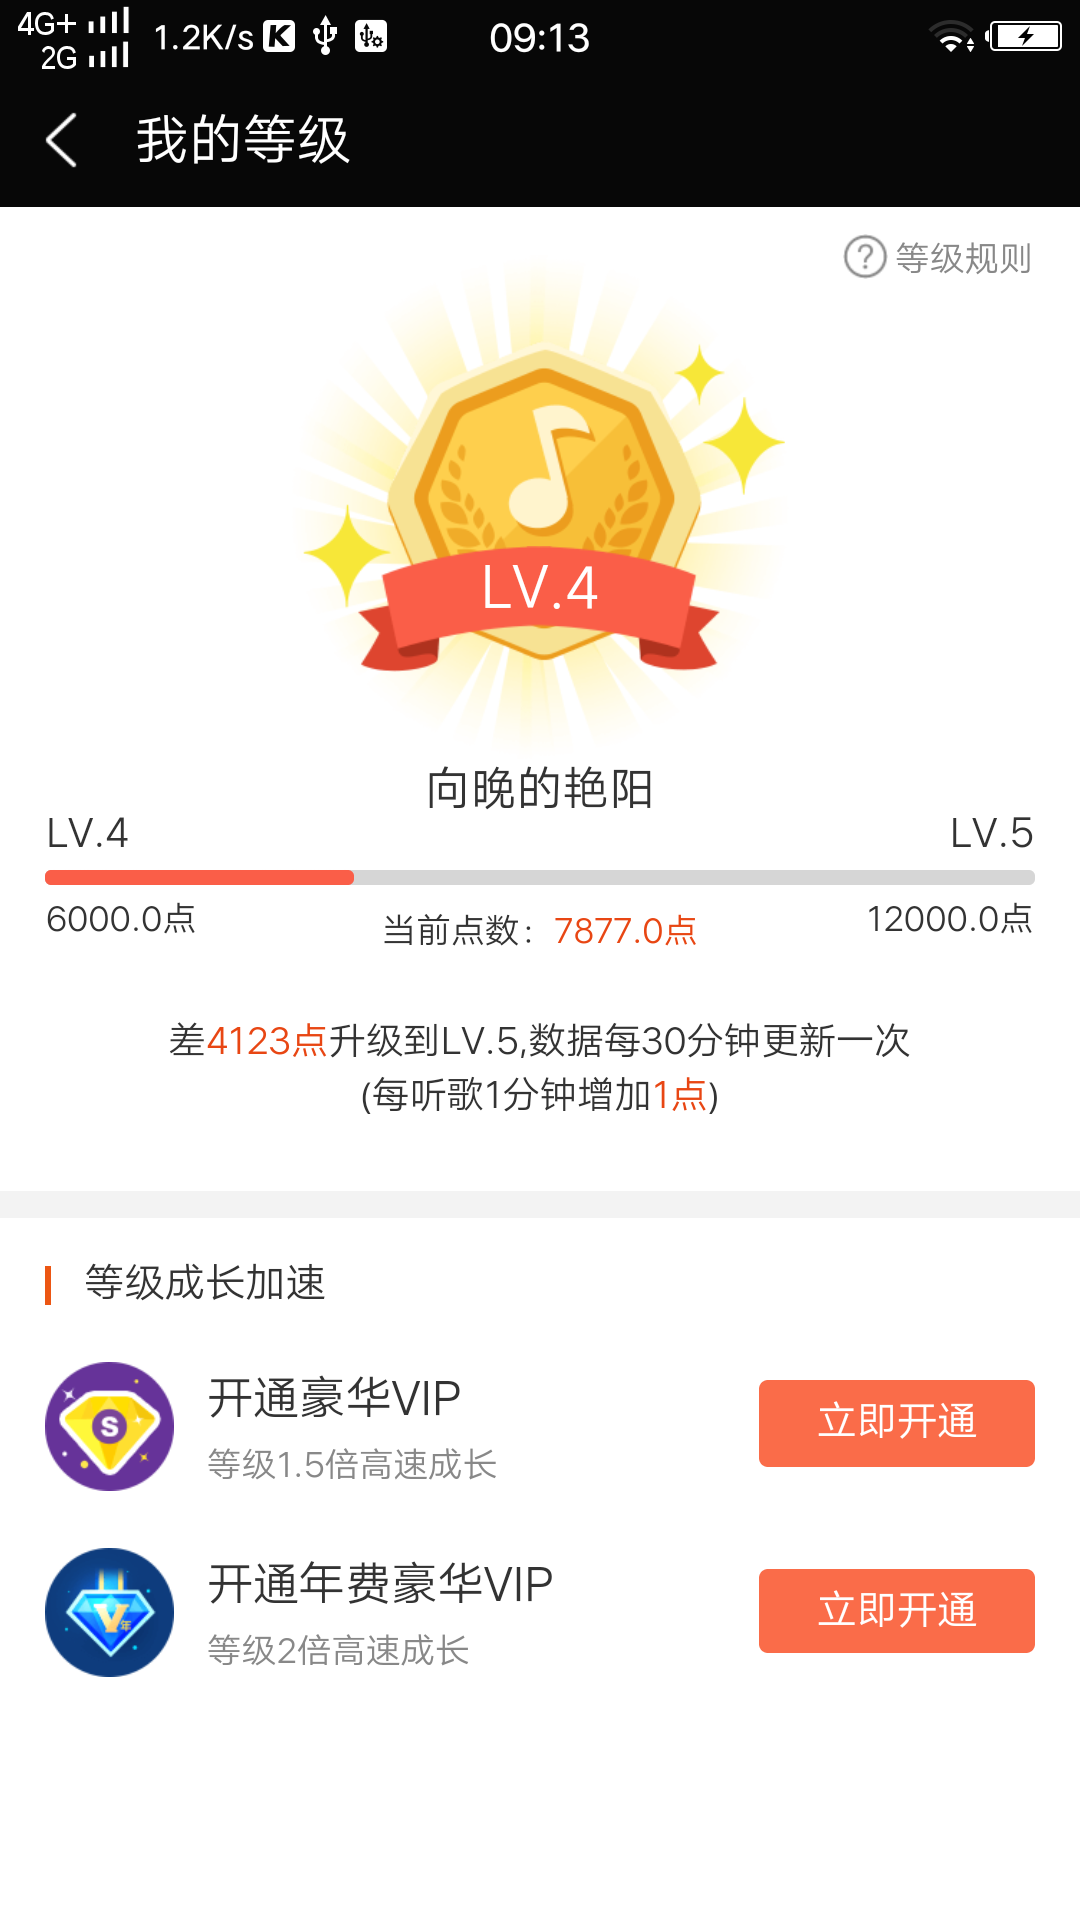 4G+ 1.2K/s K 09:13
2G
我的等级
? 等级规则
LV.4
向晚的艳阳
LV.4 LV.5
6000.0点 当前点数：7877.0点 12000.0点
差4123点升级到LV.5,数据每30分钟更新一次
(每听歌1分钟增加1点)
等级成长加速
S 开通豪华VIP 立即开通
等级1.5倍高速成长
V年 开通年费豪华VIP 立即开通
等级2倍高速成长